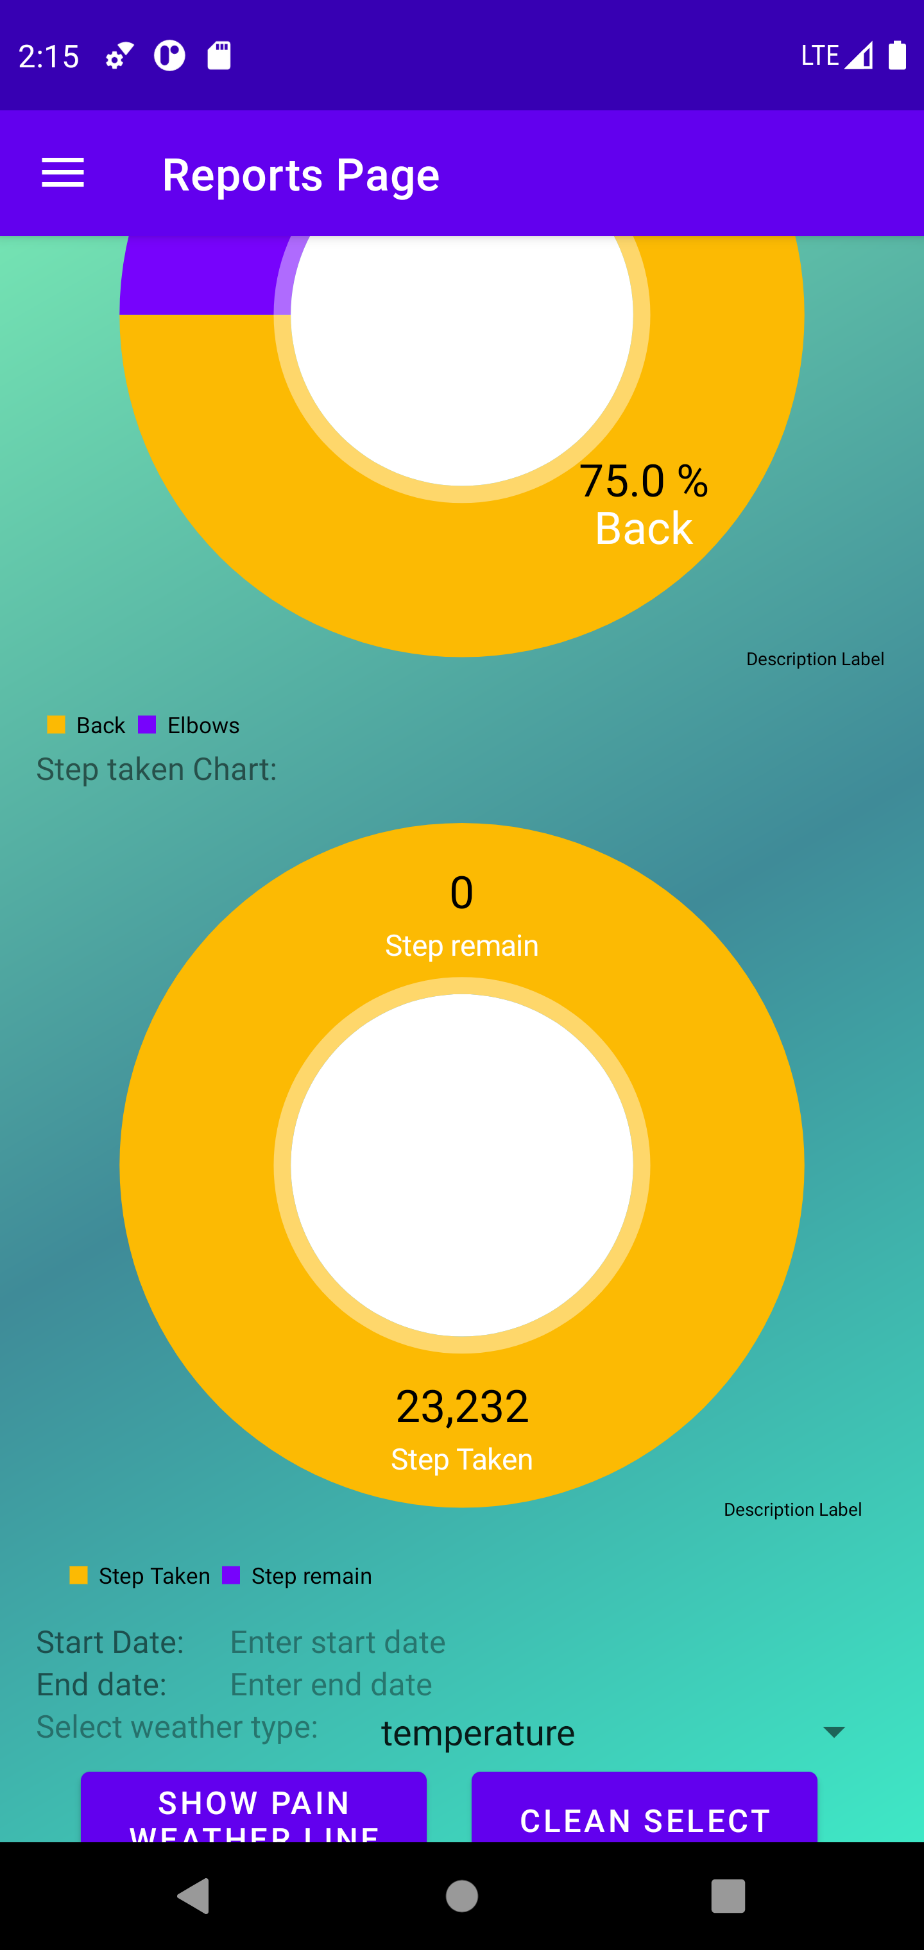 2:15
LTE
Reports Page
75.0 %
Back
Description Label
Back Elbows
Step taken Chart:
0
Step remain
23,232
Step Taken
Description Label
Step Taken Step remain
Start Date: Enter start date
End date: Enter end date
Select weather type: temperature
SHOW PAIN
WEATHER LINE
CLEAN SELECT